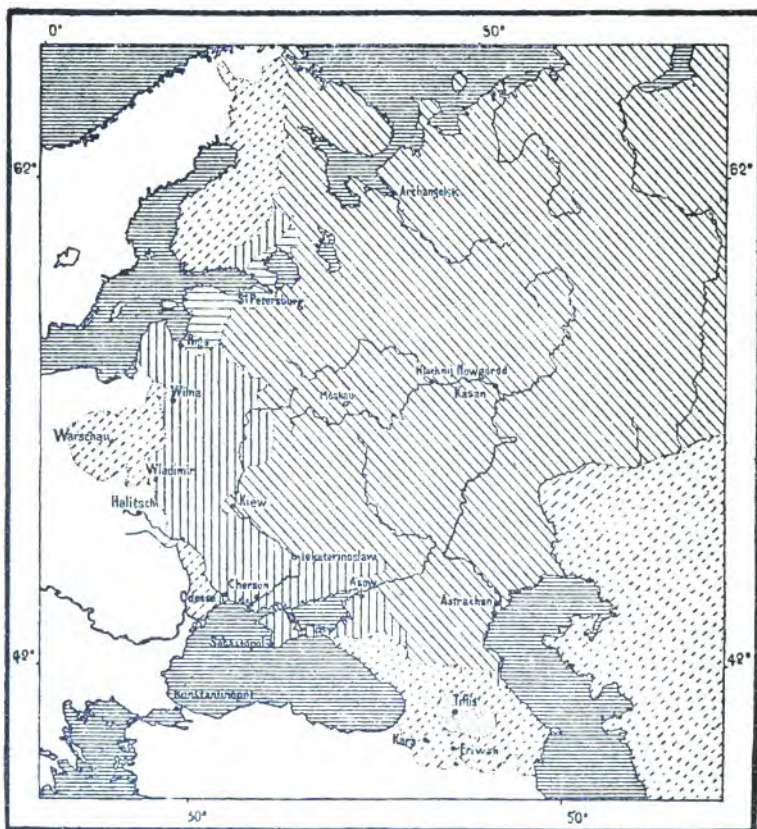 0° 50°
62° 62°
Archangelsk
St Petersburg
Riga
Nischnij Nowgorod
Moskau
Kasan
Wilna
Warschau
Wladimir
Halitsch
Kiew
Jekaterinoslaw
Cherson
Asow
Odessa
Astrachan
Sebastopol
42° 42°
Konstantinopel
Tiflis
Kars
Eriwan
50°